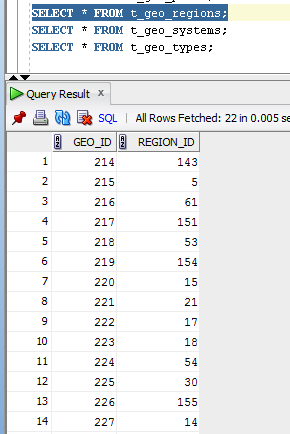 SELECT * FROM t_geo_regions;
SELECT * FROM t_geo_systems;
SELECT * FROM t_geo_types;
Query Result x
SQL | All Rows Fetched: 22 in 0.005 se
GEO_ID REGION_ID
1 214 143
2 215 5
3 216 61
4 217 151
5 218 53
6 219 154
7 220 15
8 221 21
9 222 17
10 223 18
11 224 54
12 225 30
13 226 155
14 227 14